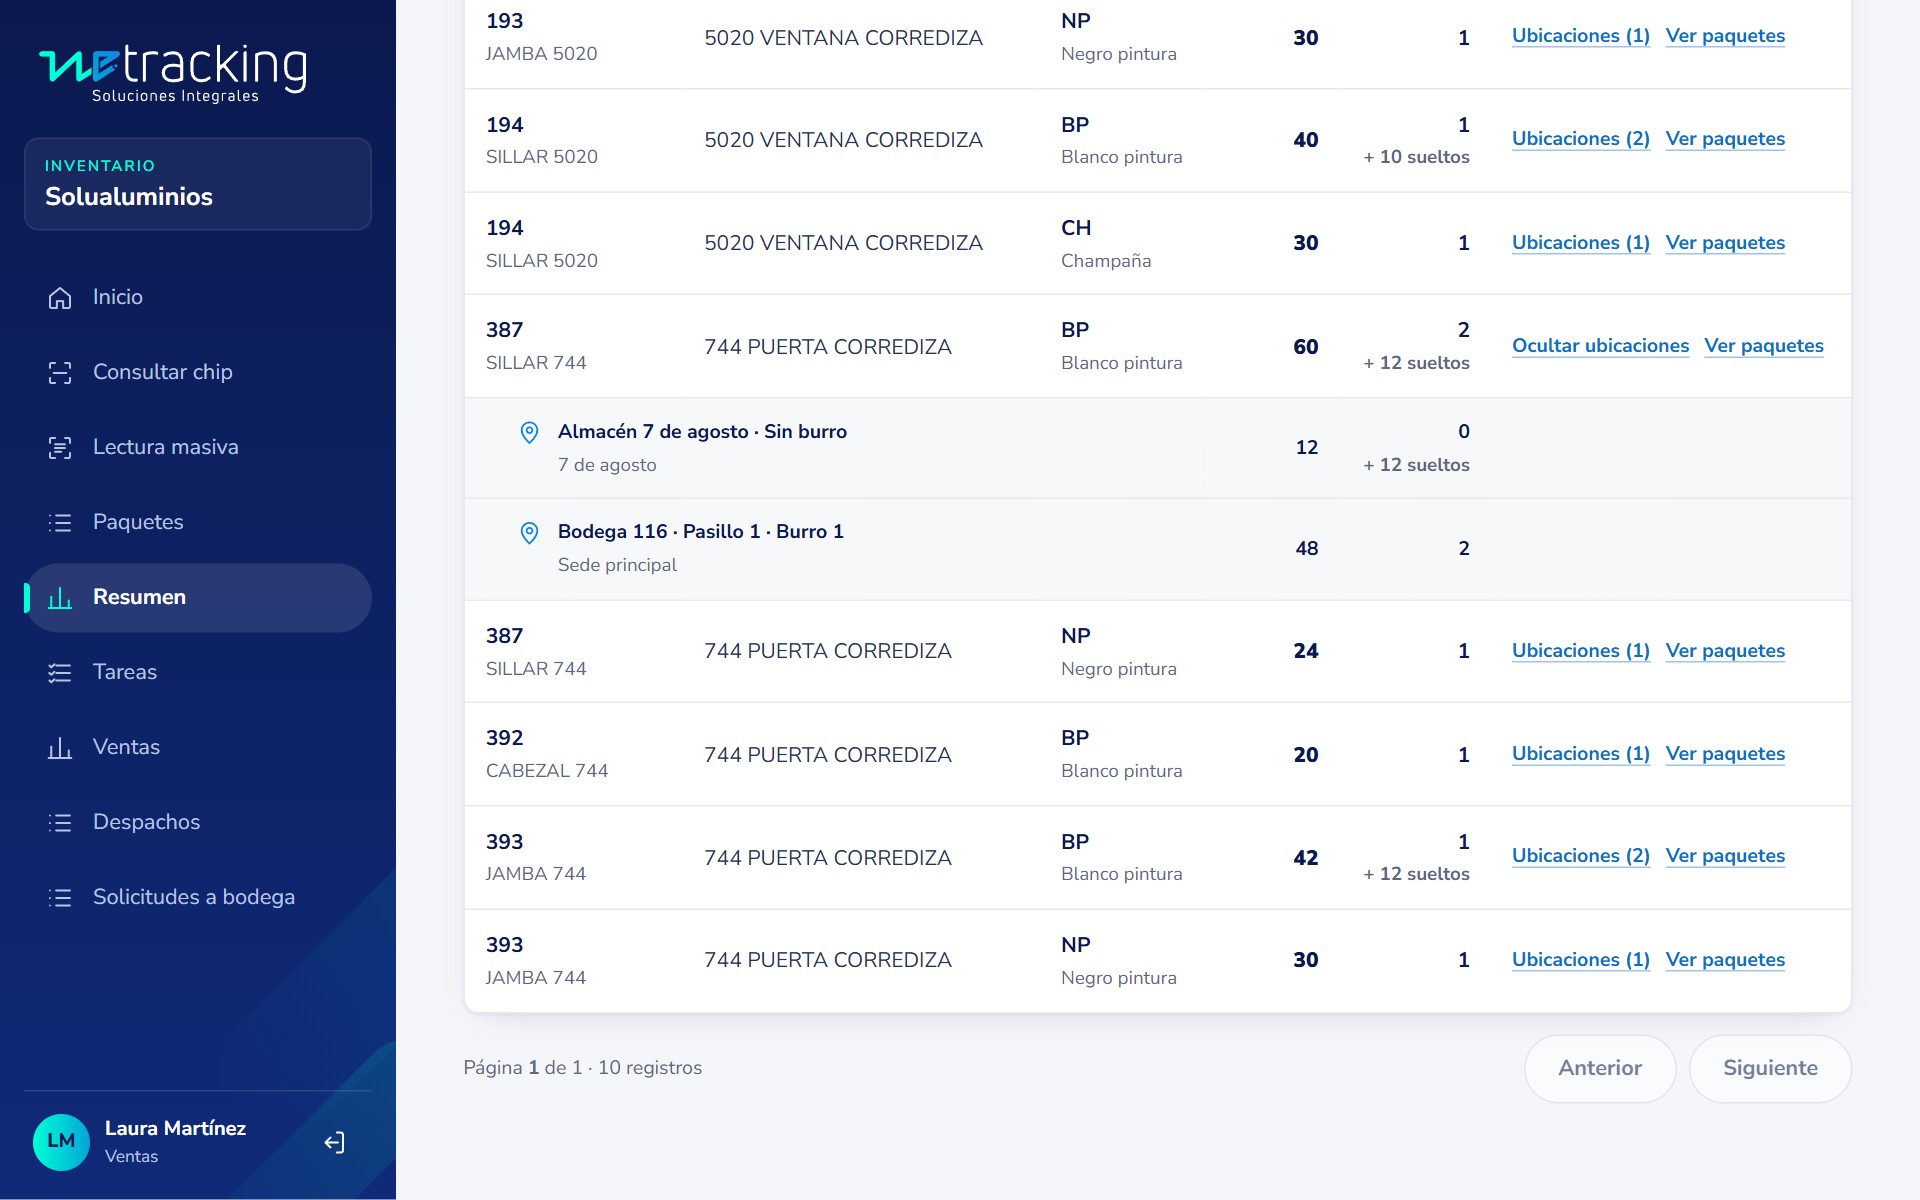 wetracking
Soluciones Integrales
INVENTARIO
Solualuminios
Inicio
Consultar chip
Lectura masiva
Paquetes
Resumen
Tareas
Ventas
Despachos
Solicitudes a bodega
LM
Laura Martínez
Ventas
193
JAMBA 5020
5020 VENTANA CORREDIZA
NP
Negro pintura
30
1
Ubicaciones (1) Ver paquetes
194
SILLAR 5020
5020 VENTANA CORREDIZA
BP
Blanco pintura
40
1
+ 10 sueltos
Ubicaciones (2) Ver paquetes
194
SILLAR 5020
5020 VENTANA CORREDIZA
CH
Champaña
30
1
Ubicaciones (1) Ver paquetes
387
SILLAR 744
744 PUERTA CORREDIZA
BP
Blanco pintura
60
2
+ 12 sueltos
Ocultar ubicaciones Ver paquetes
Almacén 7 de agosto · Sin burro
7 de agosto
12
0
+ 12 sueltos
Bodega 116 · Pasillo 1 · Burro 1
Sede principal
48
2
387
SILLAR 744
744 PUERTA CORREDIZA
NP
Negro pintura
24
1
Ubicaciones (1) Ver paquetes
392
CABEZAL 744
744 PUERTA CORREDIZA
BP
Blanco pintura
20
1
Ubicaciones (1) Ver paquetes
393
JAMBA 744
744 PUERTA CORREDIZA
BP
Blanco pintura
42
1
+ 12 sueltos
Ubicaciones (2) Ver paquetes
393
JAMBA 744
744 PUERTA CORREDIZA
NP
Negro pintura
30
1
Ubicaciones (1) Ver paquetes
Página 1 de 1 · 10 registros
Anterior
Siguiente